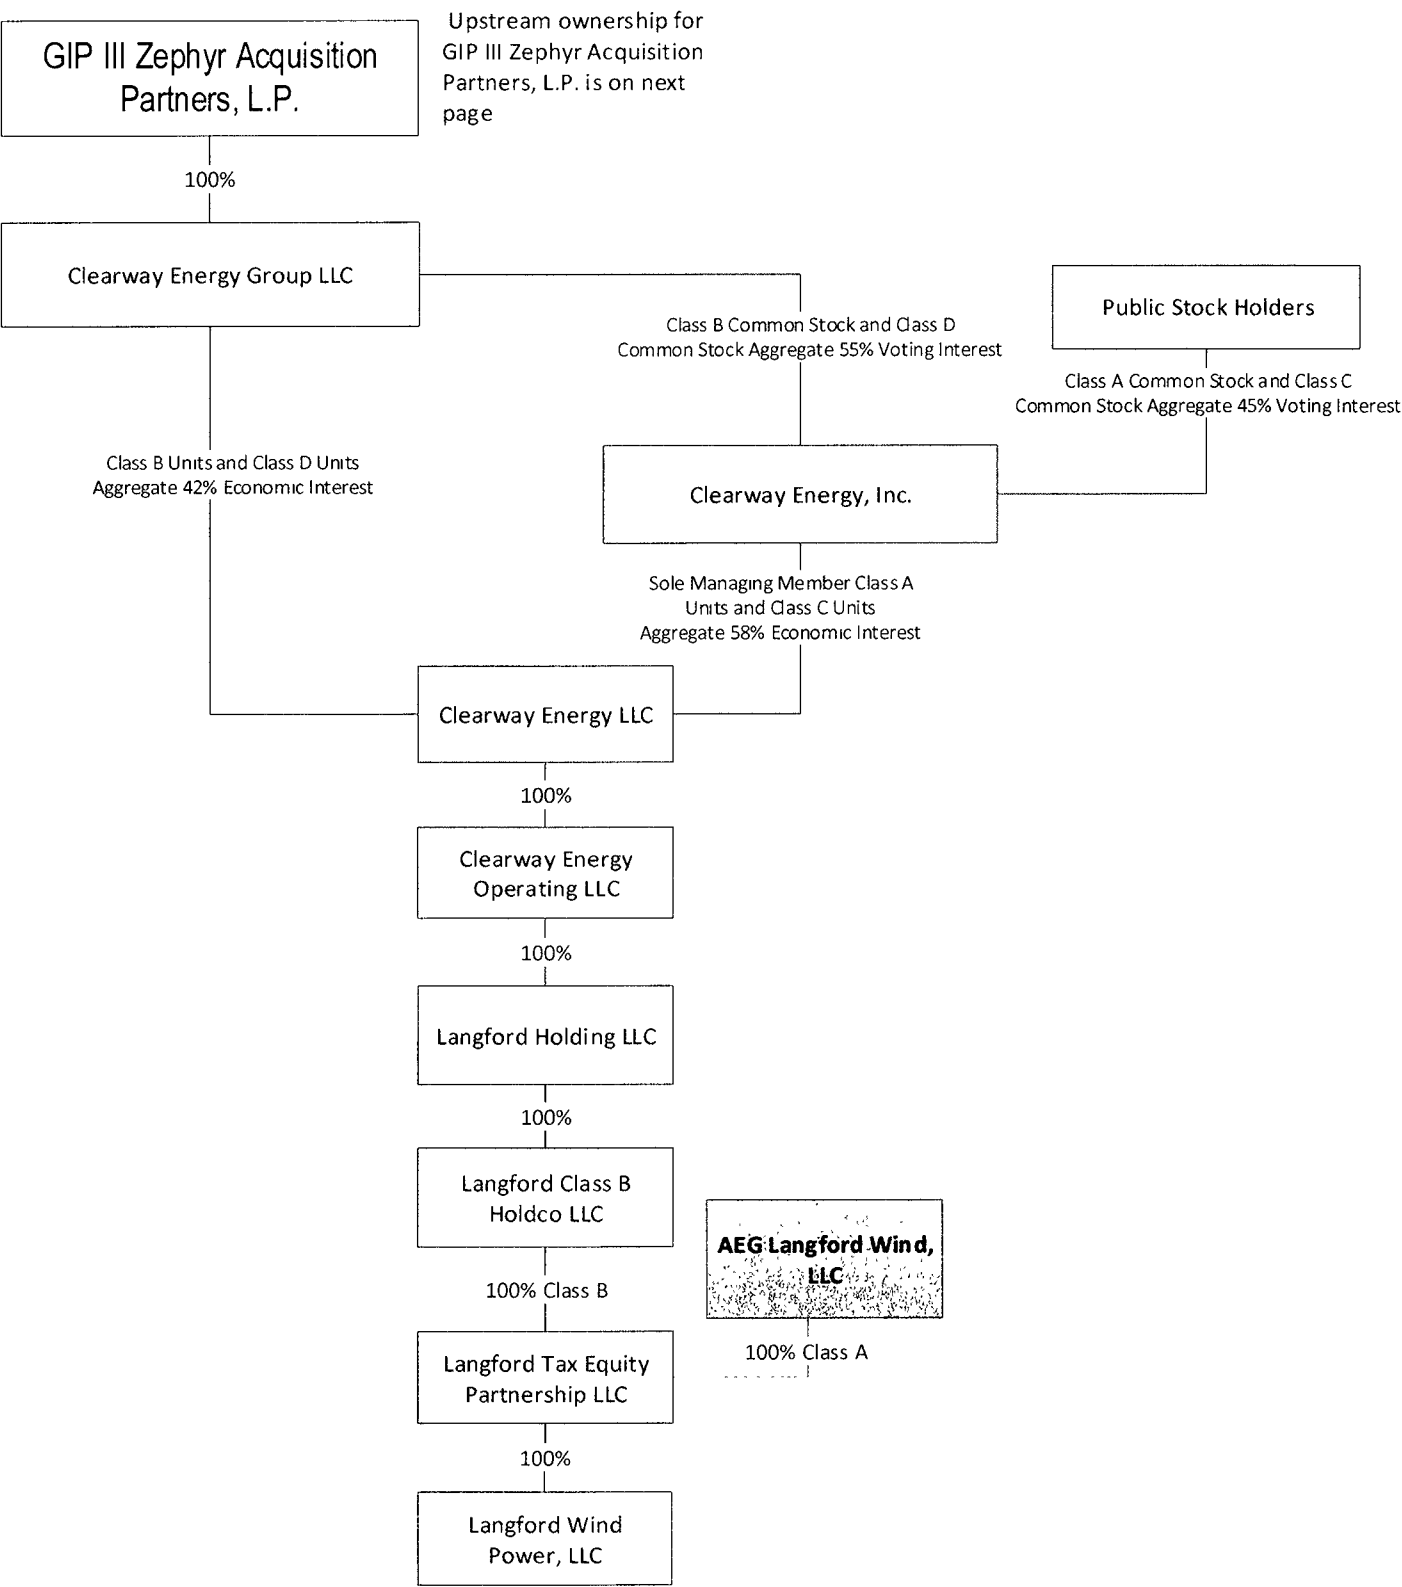 GIP III Zephyr Acquisition
Partners, L.P.
Upstream ownership for
GIP III Zephyr Acquisition
Partners, L.P. is on next
page
100%
Clearway Energy Group LLC
Public Stock Holders
Class B Common Stock and Class D
Common Stock Aggregate 55% Voting Interest
Class A Common Stock and Class C
Common Stock Aggregate 45% Voting Interest
Class B Units and Class D Units
Aggregate 42% Economic Interest
Clearway Energy, Inc.
Sole Managing Member Class A
Units and Class C Units
Aggregate 58% Economic Interest
Clearway Energy LLC
100%
Clearway Energy
Operating LLC
100%
Langford Holding LLC
100%
Langford Class B
Holdco LLC
AEG Langford Wind,
LLC
100% Class B
100% Class A
Langford Tax Equity
Partnership LLC
100%
Langford Wind
Power, LLC